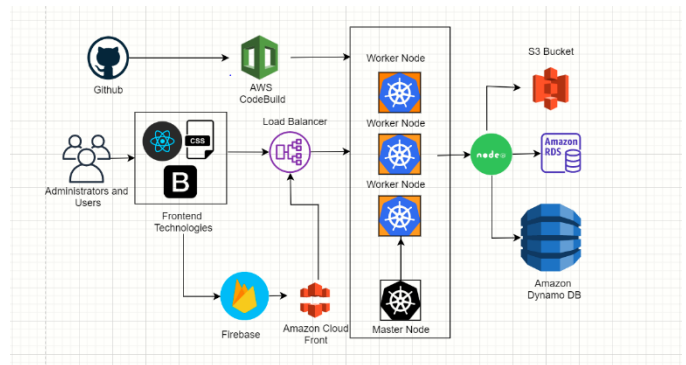 Github
AWS
CodeBuild
Worker Node
S3 Bucket
Load Balancer
Worker Node
CSS
node
Amazon
RDS
Administrators and
Users
B
Frontend
Technologies
Worker Node
Firebase
Amazon Cloud
Front
Master Node
Amazon
Dynamo DB